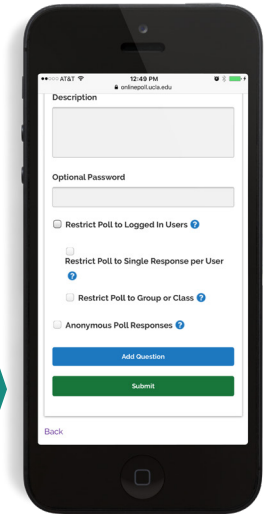 AT&T 12:49 PM
onlinepoll.ucla.edu
Description
Optional Password
Restrict Poll to Logged In Users ?
Restrict Poll to Single Response per User
?
Restrict Poll to Group or Class ?
Anonymous Poll Responses ?
Add Question
Submit
Back